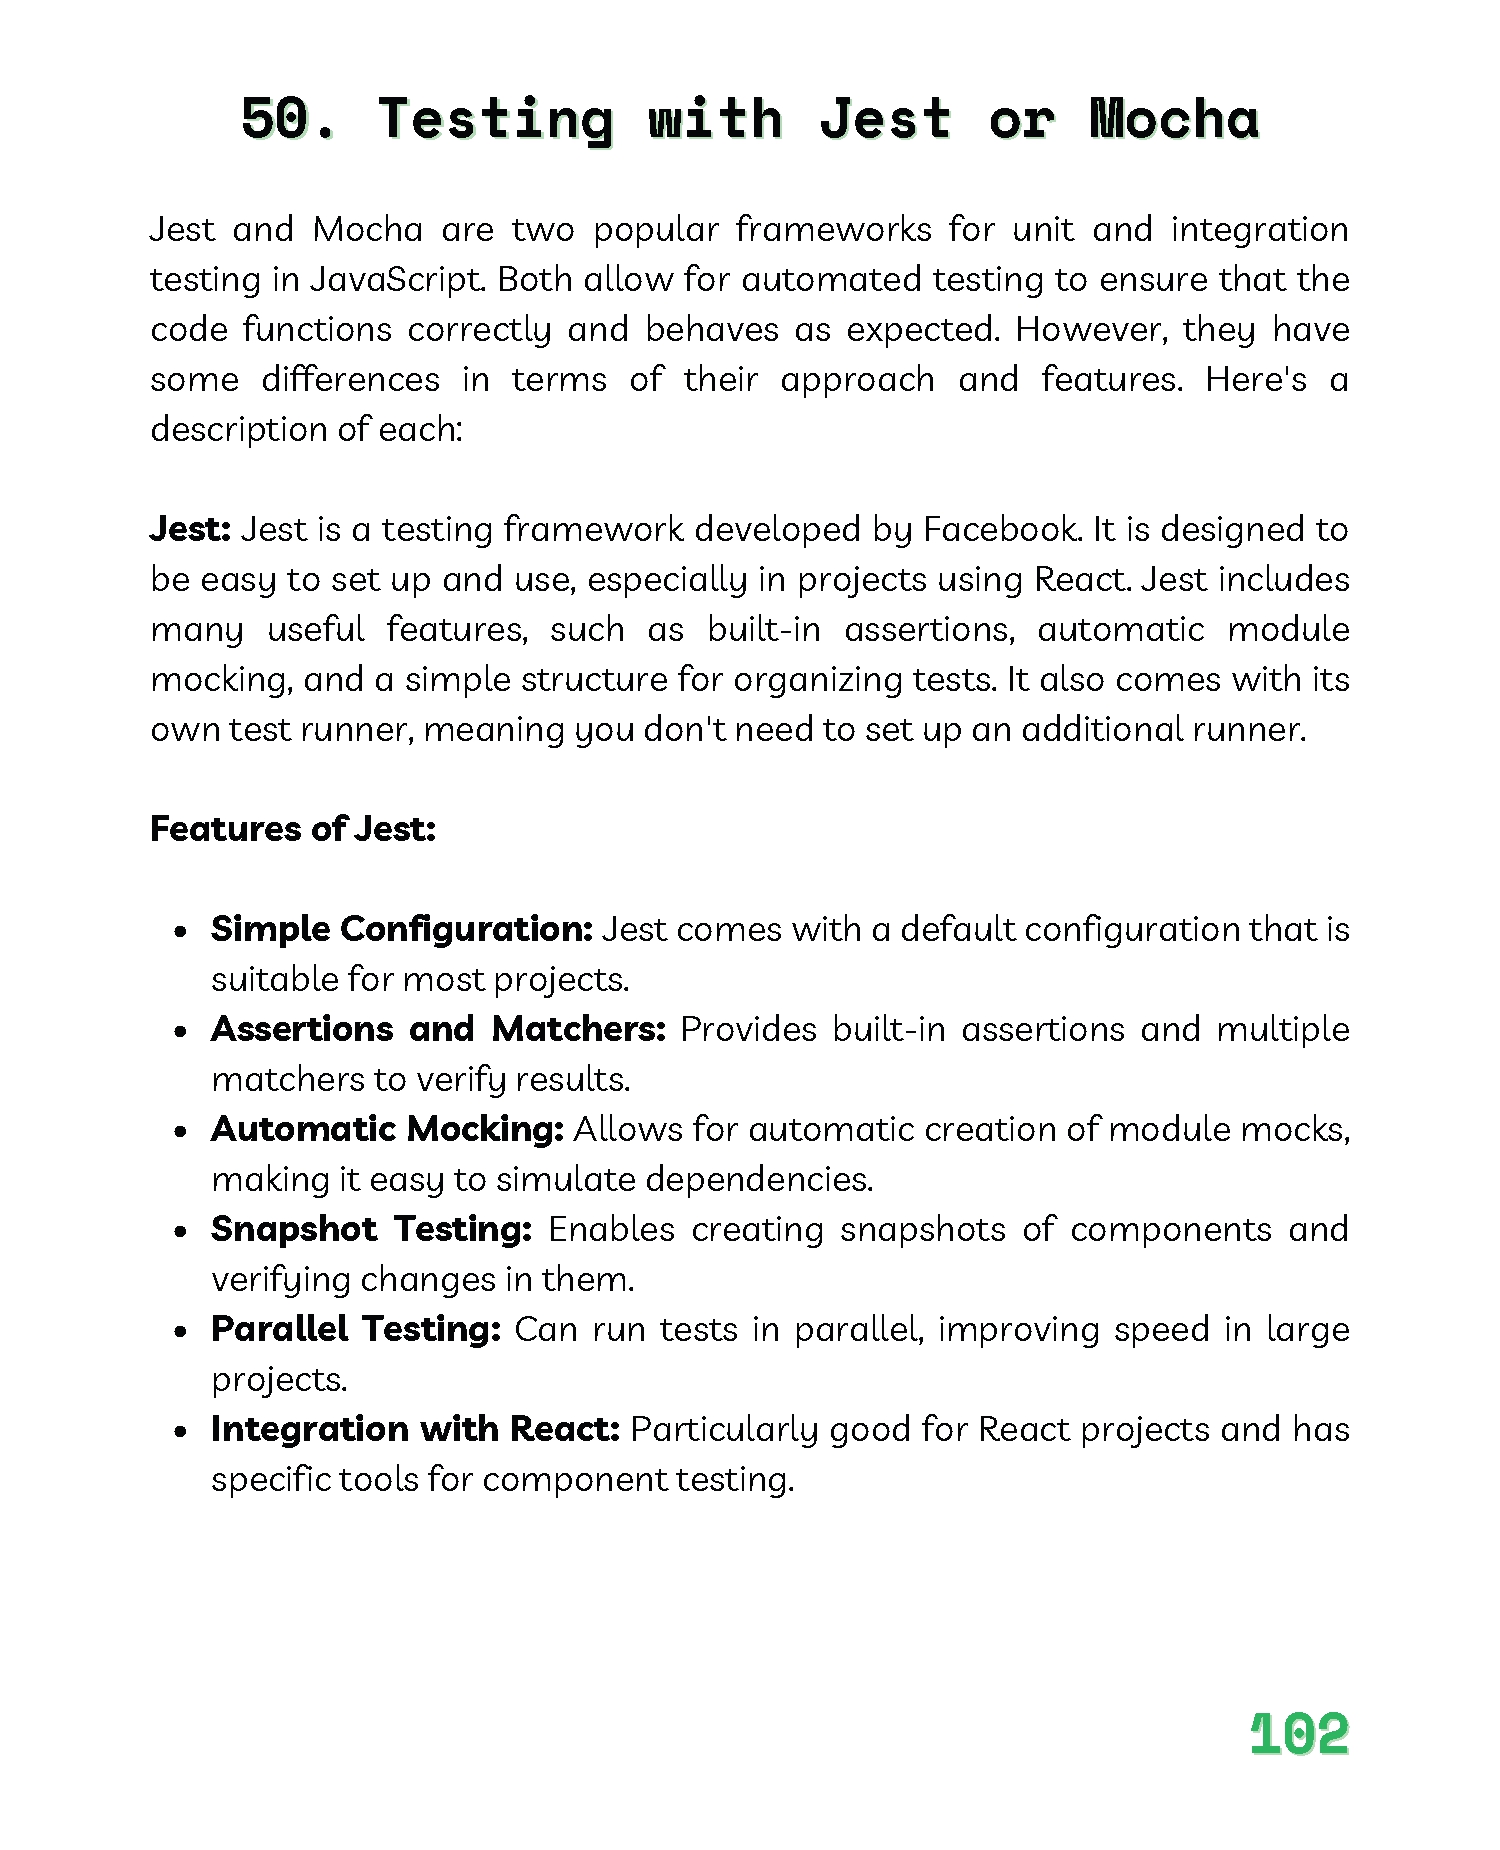 50. Testing with Jest or Mocha
Jest and Mocha are two popular frameworks for unit and integration
testing in JavaScript. Both allow for automated testing to ensure that the
code functions correctly and behaves as expected. However, they have
some differences in terms of their approach and features. Here's a
description of each:
Jest: Jest is a testing framework developed by Facebook. It is designed to
be easy to set up and use, especially in projects using React. Jest includes
many useful features, such as built-in assertions, automatic module
mocking, and a simple structure for organizing tests. It also comes with its
own test runner, meaning you don't need to set up an additional runner.
Features of Jest:
• Simple Configuration: Jest comes with a default configuration that is
suitable for most projects.
• Assertions and Matchers: Provides built-in assertions and multiple
matchers to verify results.
• Automatic Mocking: Allows for automatic creation of module mocks,
making it easy to simulate dependencies.
• Snapshot Testing: Enables creating snapshots of components and
verifying changes in them.
• Parallel Testing: Can run tests in parallel, improving speed in large
projects.
• Integration with React: Particularly good for React projects and has
specific tools for component testing.
102